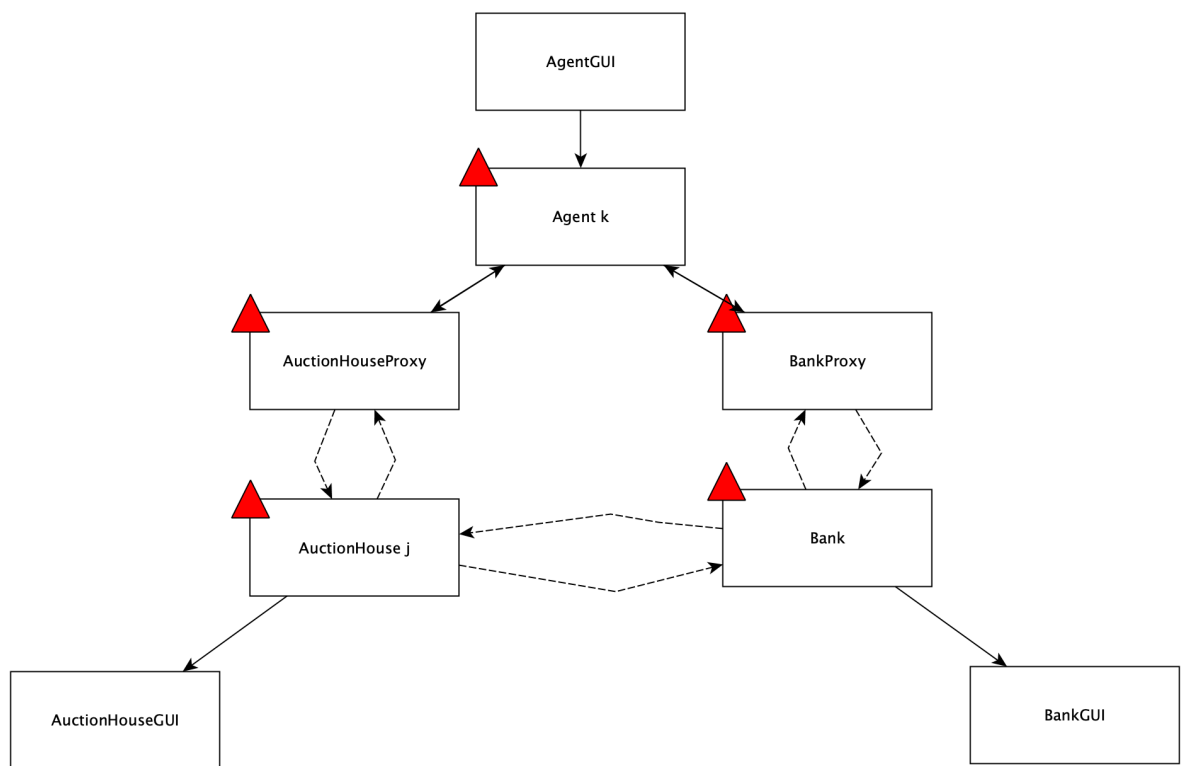 AgentGUI
Agent k
AuctionHouseProxy
BankProxy
AuctionHouse j
Bank
AuctionHouseGUI
BankGUI